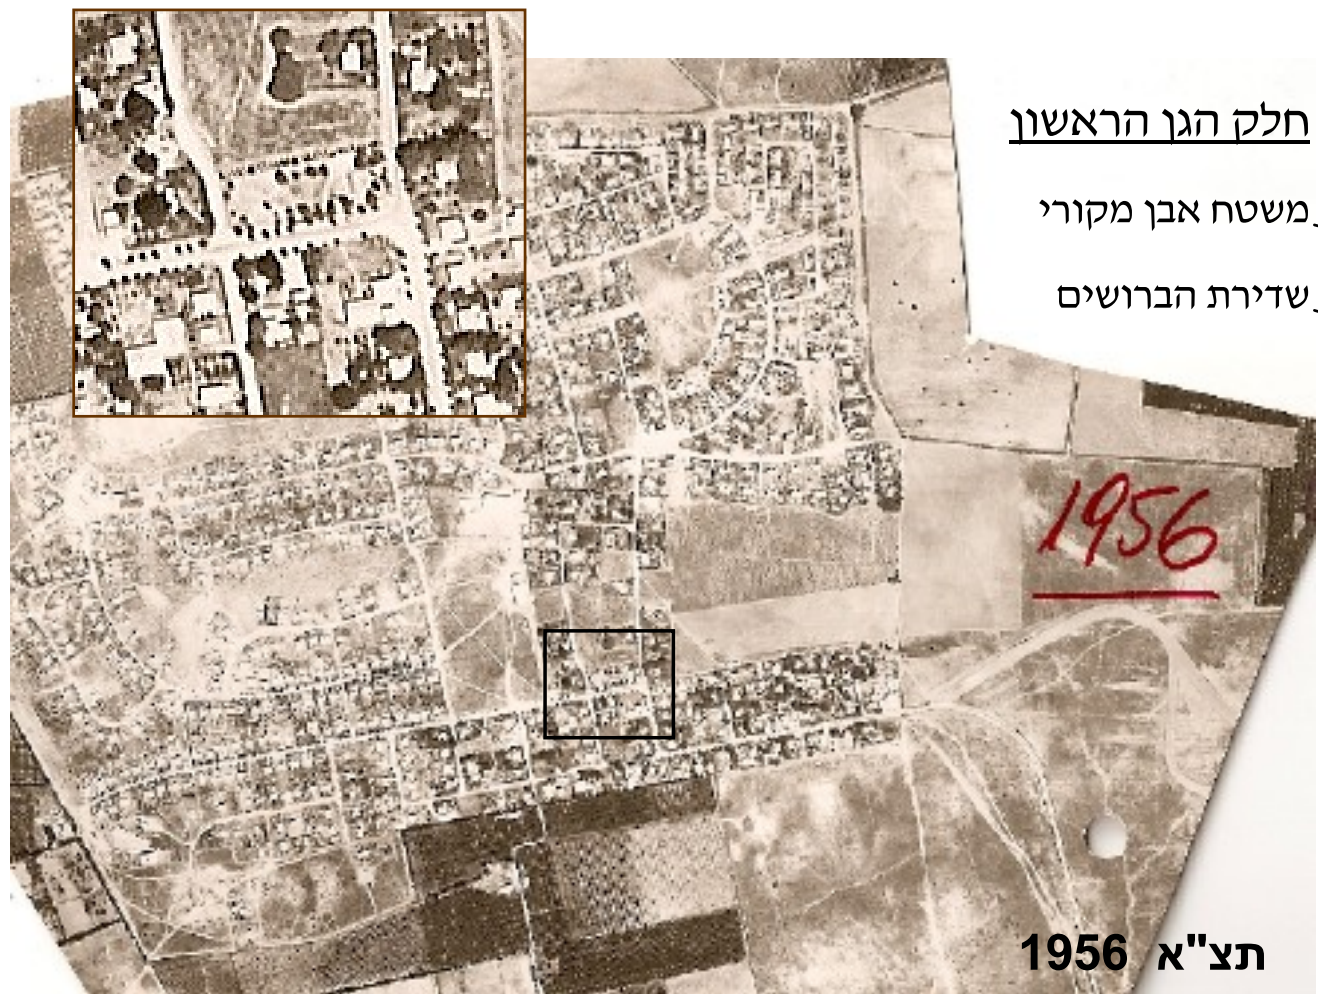 חלק הגן הראשון
משטח אבן מקורי
שדירת הברושים
1956
תצ"א 1956